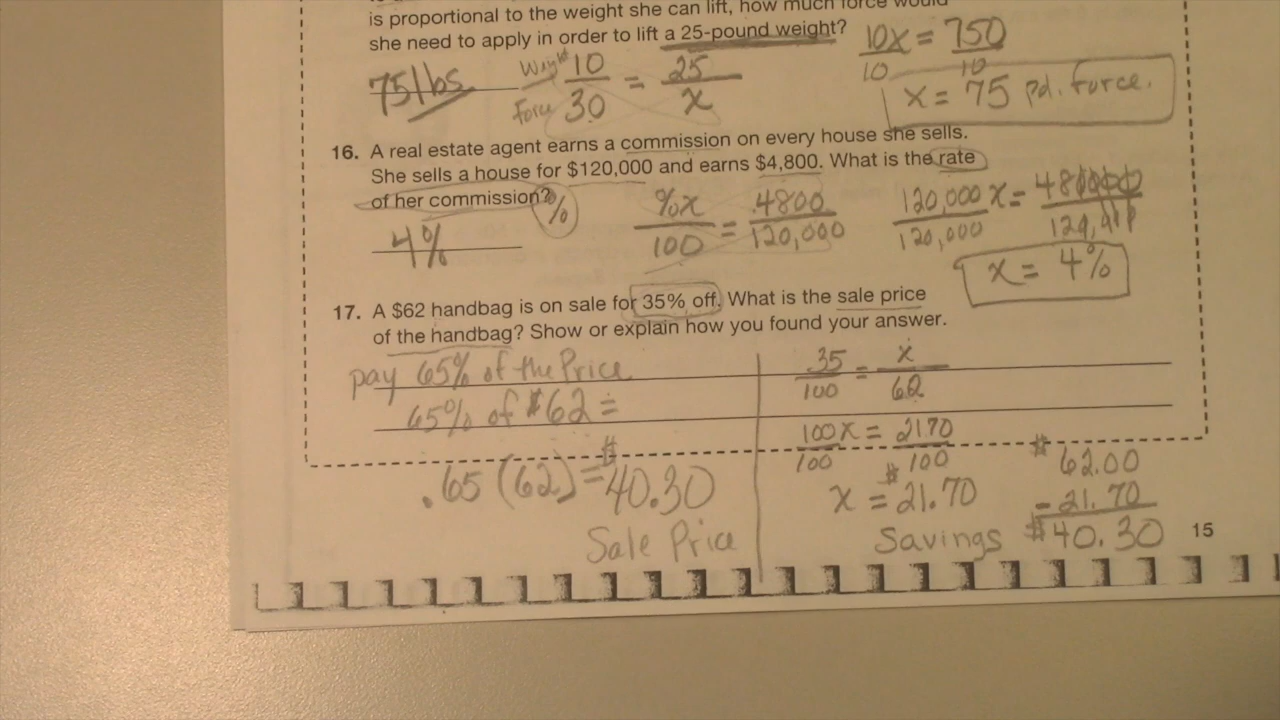 is proportional to the weight she can lift, how much force would
she need to apply in order to lift a 25-pound weight?
75 lbs
Weight 10 = 25
Force 30 x
10x = 750
10 10
x = 75 pd. force.
16. A real estate agent earns a commission on every house she sells.
She sells a house for $120,000 and earns $4,800. What is the rate
of her commission? %
4%
%x = 4800
100 120,000
120,000 x = 480000
120,000
x = 4%
17. A $62 handbag is on sale for 35% off. What is the sale price
of the handbag? Show or explain how you found your answer.
pay 65% of the Price
65% of $62 =
.65 (62) = $40.30
Sale Price
35 = x
100 62
100x = 2170
100 100
x = $21.70
Savings
$62.00
- 21.70
$40.30
15